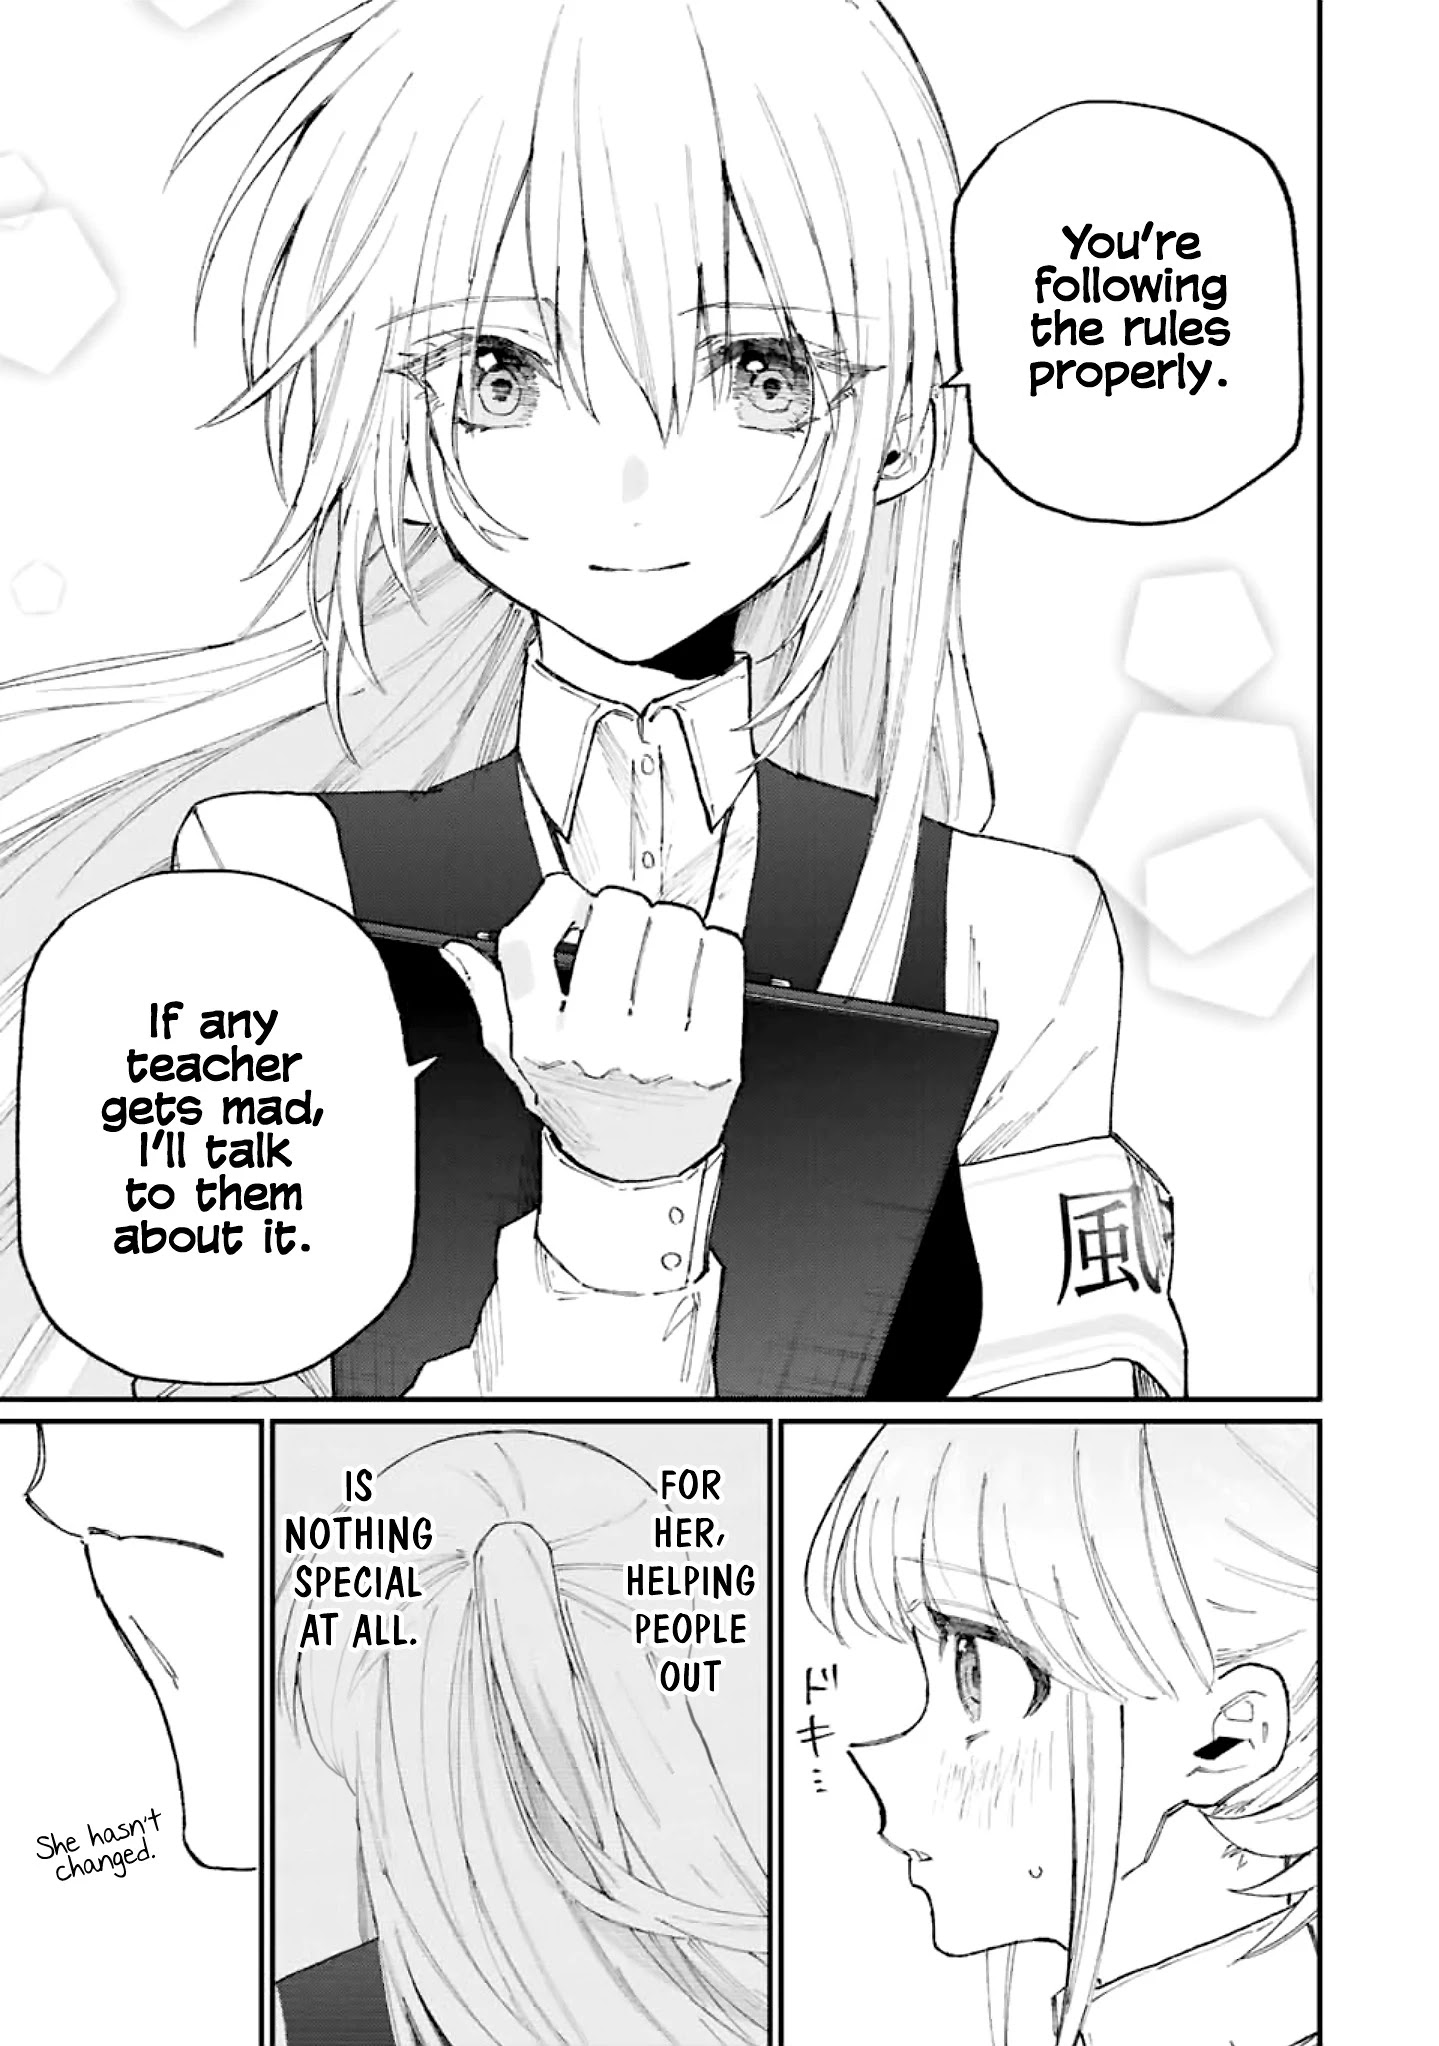 You're
following
the rules
properly.
If any
teacher
gets mad,
I'll talk
to them
about it.
風
ドキ…
FOR
HER,
HELPING
PEOPLE
OUT
IS
NOTHING
SPECIAL
AT ALL.
She hasn't
changed.